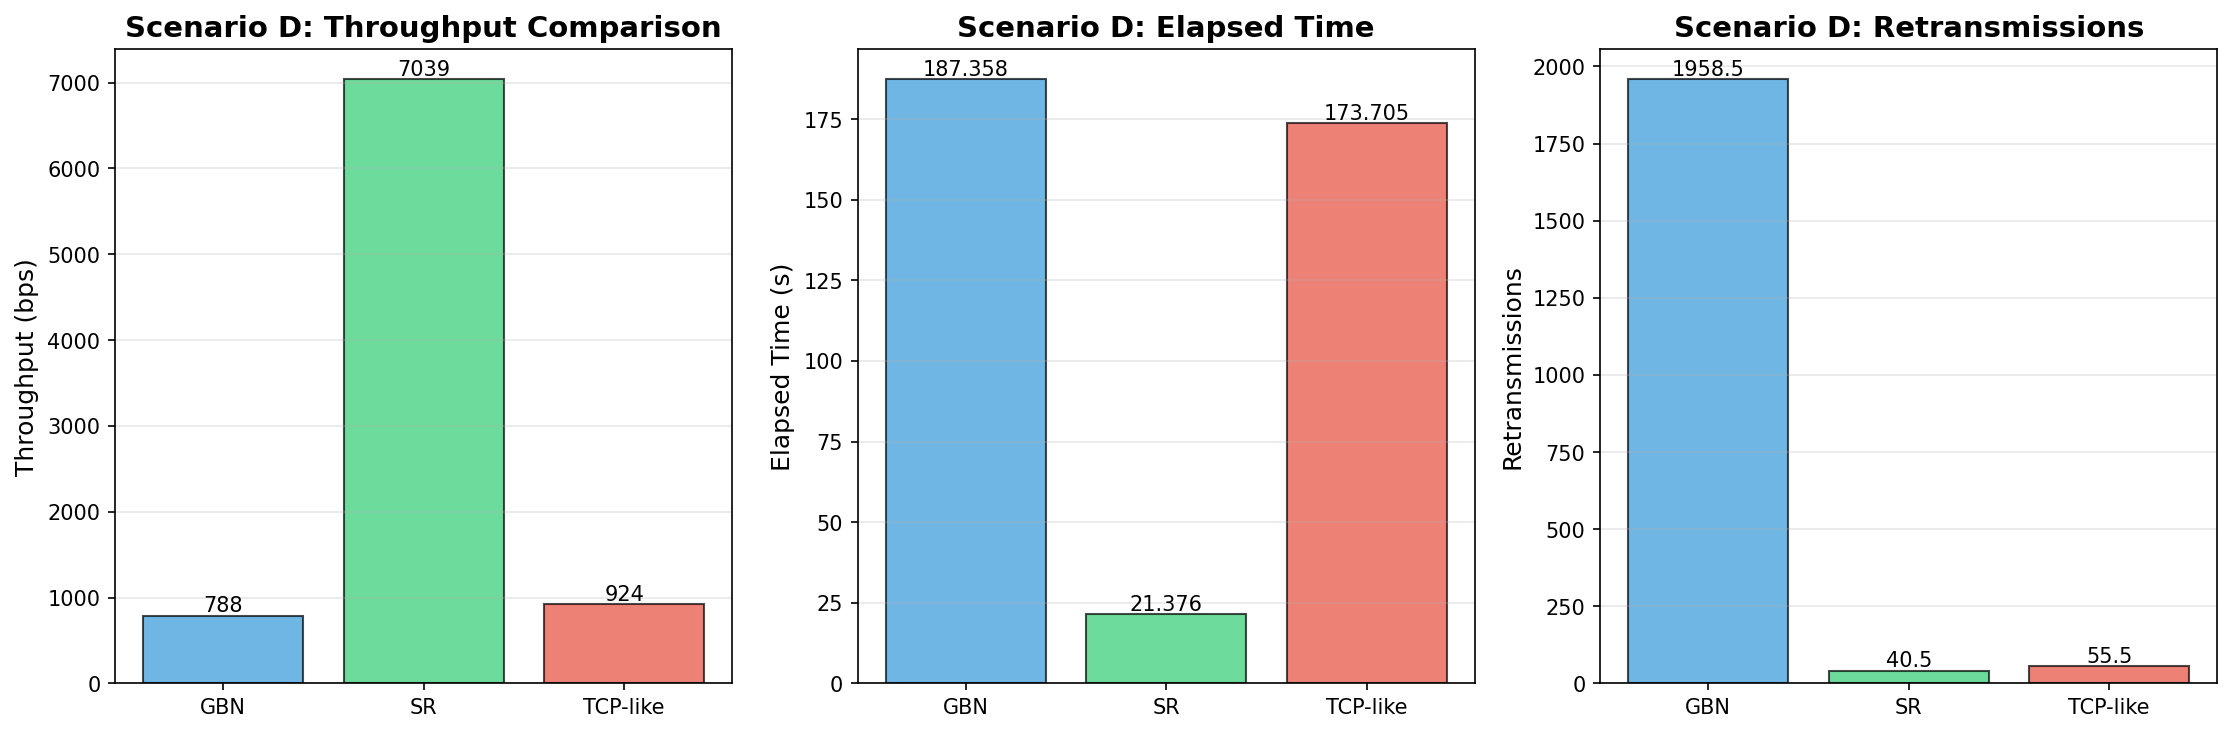 Scenario D: Throughput Comparison
Throughput (bps)
7000
6000
5000
4000
3000
2000
1000
0
788
7039
924
GBN
SR
TCP-like
Scenario D: Elapsed Time
Elapsed Time (s)
175
150
125
100
75
50
25
0
187.358
21.376
173.705
GBN
SR
TCP-like
Scenario D: Retransmissions
Retransmissions
2000
1750
1500
1250
1000
750
500
250
0
1958.5
40.5
55.5
GBN
SR
TCP-like